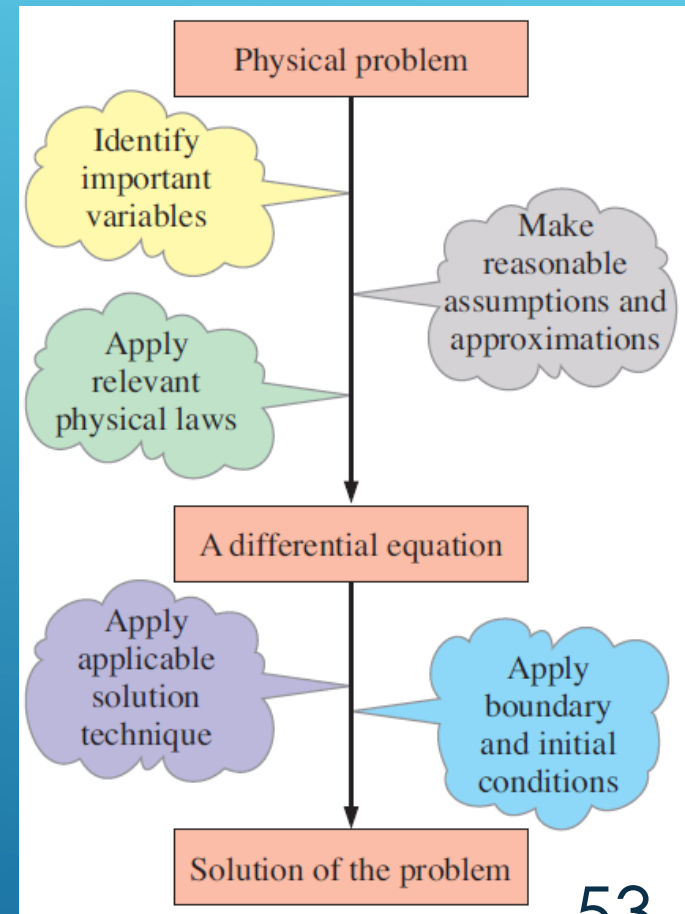 Physical problem
Identify
important
variables
Make
reasonable
assumptions and
approximations
Apply
relevant
physical laws
A differential equation
Apply
applicable
solution
technique
Apply
boundary
and initial
conditions
Solution of the problem
53